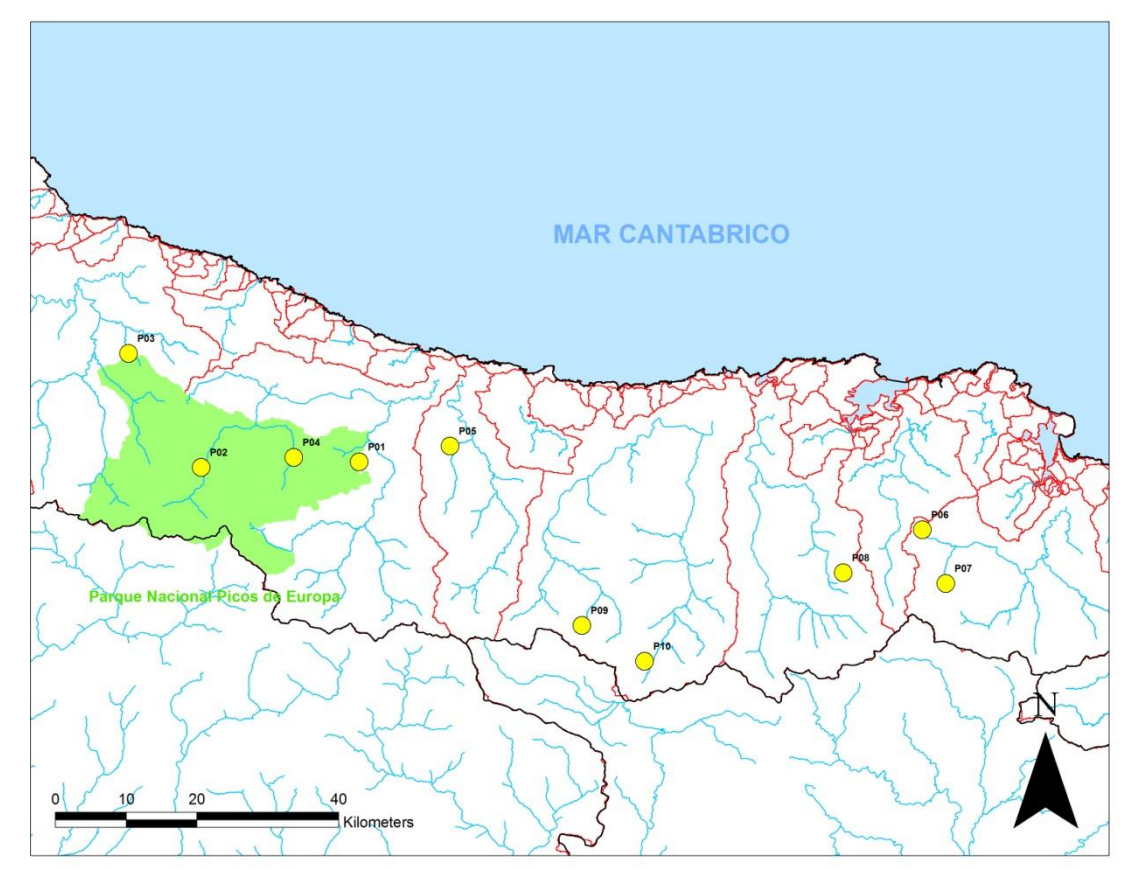 MAR CANTABRICO
P03
P05
P04
P01
P02
P06
P08
P07
Parque Nacional Picos de Europa
P09
P10
N
0 10 20 40
Kilometers